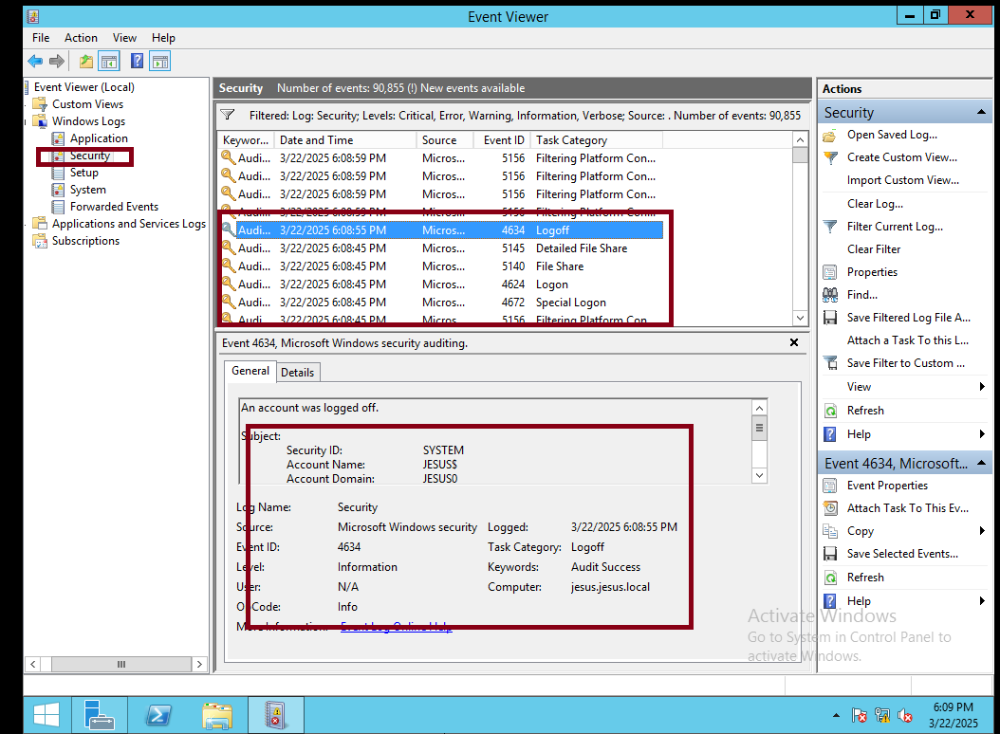 Event Viewer
File Action View Help
Event Viewer (Local)
Custom Views
Windows Logs
Application
Security
Setup
System
Forwarded Events
Applications and Services Logs
Subscriptions
Security Number of events: 90,855 (!) New events available
Filtered: Log: Security; Levels: Critical, Error, Warning, Information, Verbose; Source: . Number of events: 90,855
Keywor... Date and Time Source Event ID Task Category
Audi... 3/22/2025 6:08:59 PM Micros... 5156 Filtering Platform Con...
Audi... 3/22/2025 6:08:59 PM Micros... 5156 Filtering Platform Con...
Audi... 3/22/2025 6:08:59 PM Micros... 5156 Filtering Platform Con...
Audi... 3/22/2025 6:08:59 PM Micros... 5156 Filtering Platform Con...
Audi... 3/22/2025 6:08:55 PM Micros... 4634 Logoff
Audi... 3/22/2025 6:08:45 PM Micros... 5145 Detailed File Share
Audi... 3/22/2025 6:08:45 PM Micros... 5140 File Share
Audi... 3/22/2025 6:08:45 PM Micros... 4624 Logon
Audi... 3/22/2025 6:08:45 PM Micros... 4672 Special Logon
Audi... 3/22/2025 6:08:45 PM Micros... 5156 Filtering Platform Con...
Event 4634, Microsoft Windows security auditing.
General Details
An account was logged off.
Subject:
Security ID: SYSTEM
Account Name: JESUS$
Account Domain: JESUS0
Log Name: Security
Source: Microsoft Windows security Logged: 3/22/2025 6:08:55 PM
Event ID: 4634 Task Category: Logoff
Level: Information Keywords: Audit Success
User: N/A Computer: jesus.jesus.local
OpCode: Info
More Information: Event Log Online Help
Actions
Security
Open Saved Log...
Create Custom View...
Import Custom View...
Clear Log...
Filter Current Log...
Clear Filter
Properties
Find...
Save Filtered Log File A...
Attach a Task To this L...
Save Filter to Custom ...
View
Refresh
Help
Event 4634, Microsoft...
Event Properties
Attach Task To This Ev...
Copy
Save Selected Events...
Refresh
Help
Activate Windows
Go to System in Control Panel to
activate Windows.
6:09 PM
3/22/2025